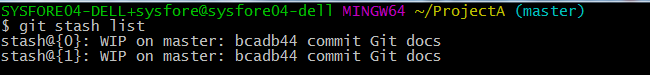 SYSFORE04-DELL+sysfore@sysfore04-dell MINGW64 ~/ProjectA (master)
$ git stash list
stash@{0}: WIP on master: bcadb44 commit Git docs
stash@{1}: WIP on master: bcadb44 commit Git docs